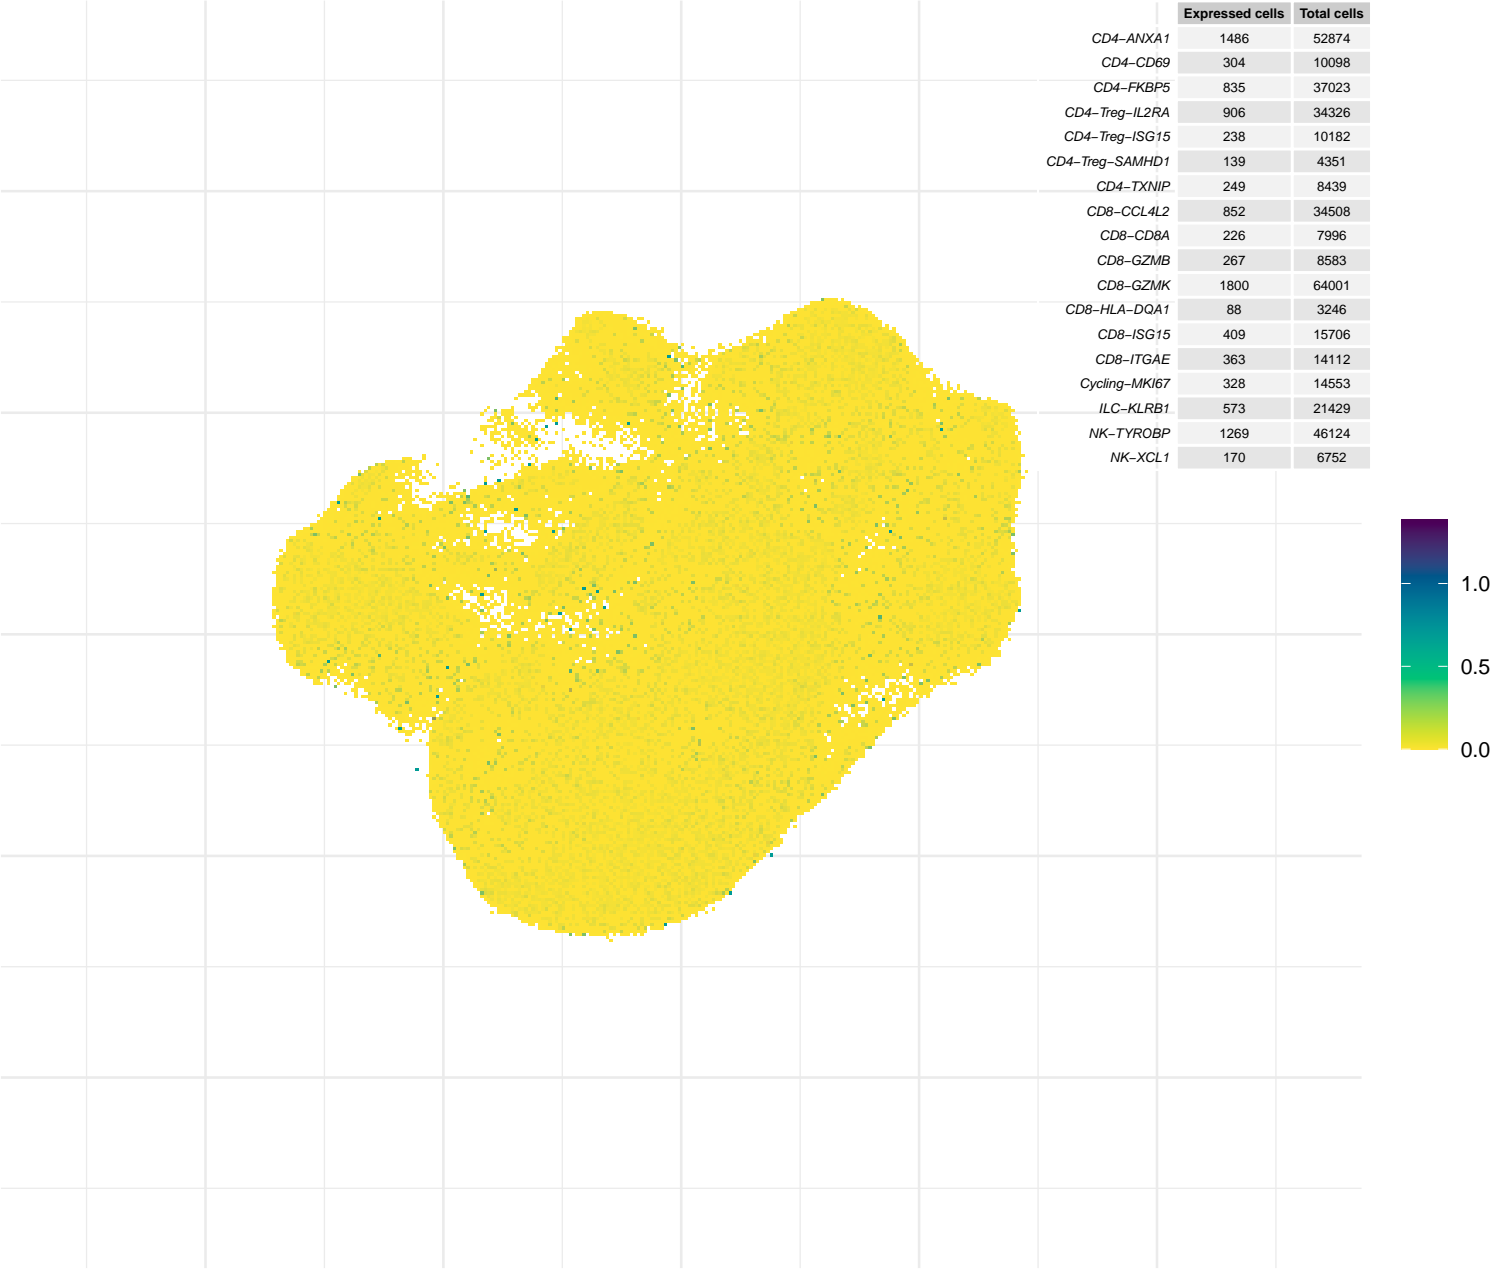 Expressed cells Total cells
CD4−ANXA1 1486 52874
CD4−CD69 304 10098
CD4−FKBP5 835 37023
CD4−Treg−IL2RA 906 34326
CD4−Treg−ISG15 238 10182
CD4−Treg−SAMHD1 139 4351
CD4−TXNIP 249 8439
CD8−CCL4L2 852 34508
CD8−CD8A 226 7996
CD8−GZMB 267 8583
CD8−GZMK 1800 64001
CD8−HLA−DQA1 88 3246
CD8−ISG15 409 15706
CD8−ITGAE 363 14112
Cycling−MKI67 328 14553
ILC−KLRB1 573 21429
NK−TYROBP 1269 46124
NK−XCL1 170 6752
1.0
0.5
0.0